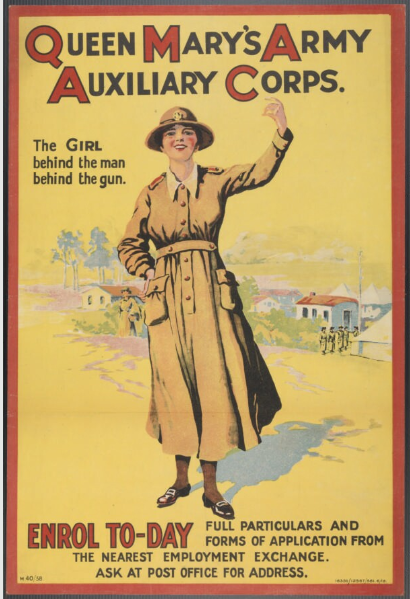 QUEEN MARY'S ARMY
AUXILIARY CORPS.
The GIRL
behind the man
behind the gun.
ENROL TO-DAY
FULL PARTICULARS AND
FORMS OF APPLICATION FROM
THE NEAREST EMPLOYMENT EXCHANGE.
ASK AT POST OFFICE FOR ADDRESS.